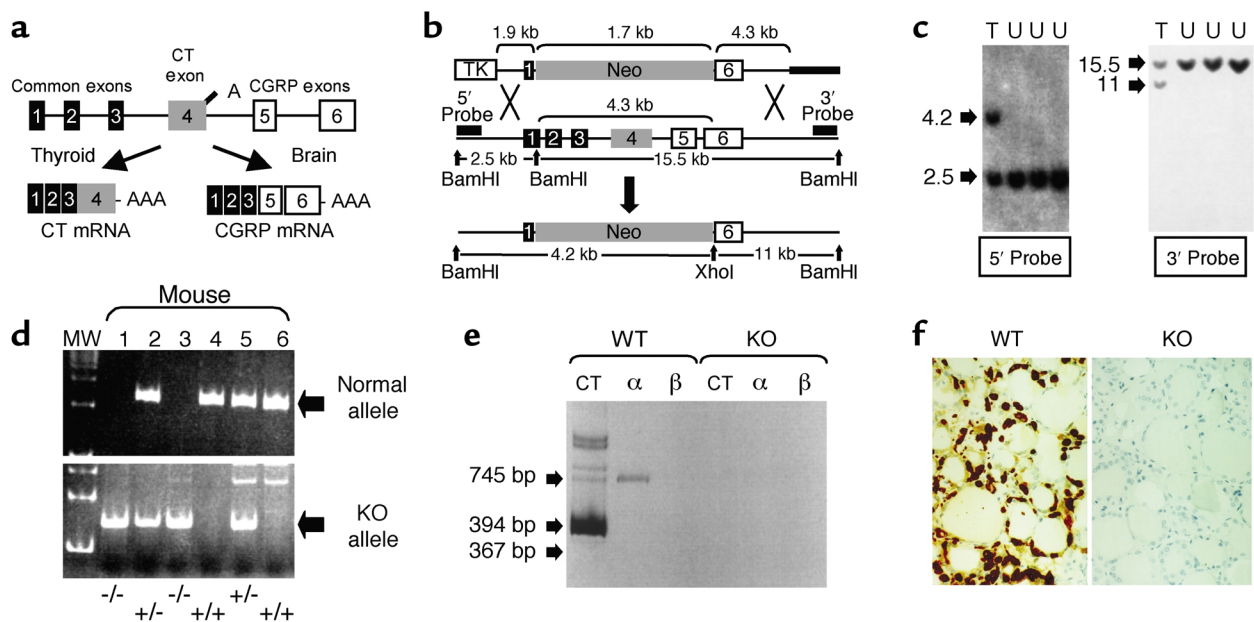 a
CT
exon
A
Common exons
CGRP exons
1 2 3 4 5 6
Thyroid
Brain
1 2 3 4 - AAA
1 2 3 5 6 - AAA
CT mRNA
CGRP mRNA
b
1.9 kb 1.7 kb 4.3 kb
TK 1 Neo 6
5′
Probe
4.3 kb
3′
Probe
1 2 3 4 5 6
2.5 kb 15.5 kb
BamHI BamHI BamHI
1 Neo 6
4.2 kb 11 kb
BamHI XhoI BamHI
c
T U U U
4.2
2.5
5′ Probe
T U U U
15.5
11
3′ Probe
d
Mouse
MW 1 2 3 4 5 6
Normal
allele
KO
allele
-/- +/- -/- +/+ +/- +/+
e
WT KO
CT α β CT α β
745 bp
394 bp
367 bp
f
WT KO